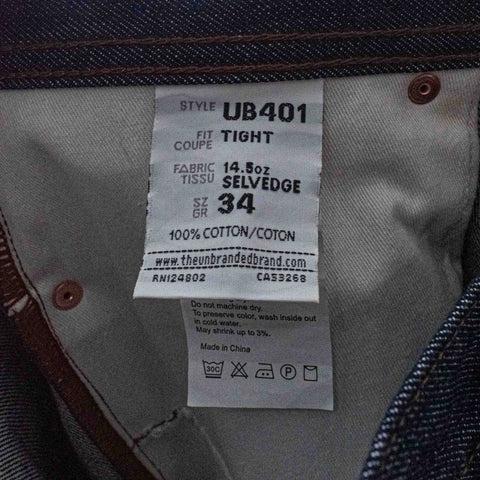 STYLE UB401
FIT TIGHT
COUPE
FABRIC 14.5oz
TISSU SELVEDGE
SZ 34
GR
100% COTTON/COTON
www.theunbrandedbrand.com
RN124802 CA53268
Do not machine dry.
To preserve color, wash inside out
in cold water.
May shrink up to 3%.
Made in China
30C P